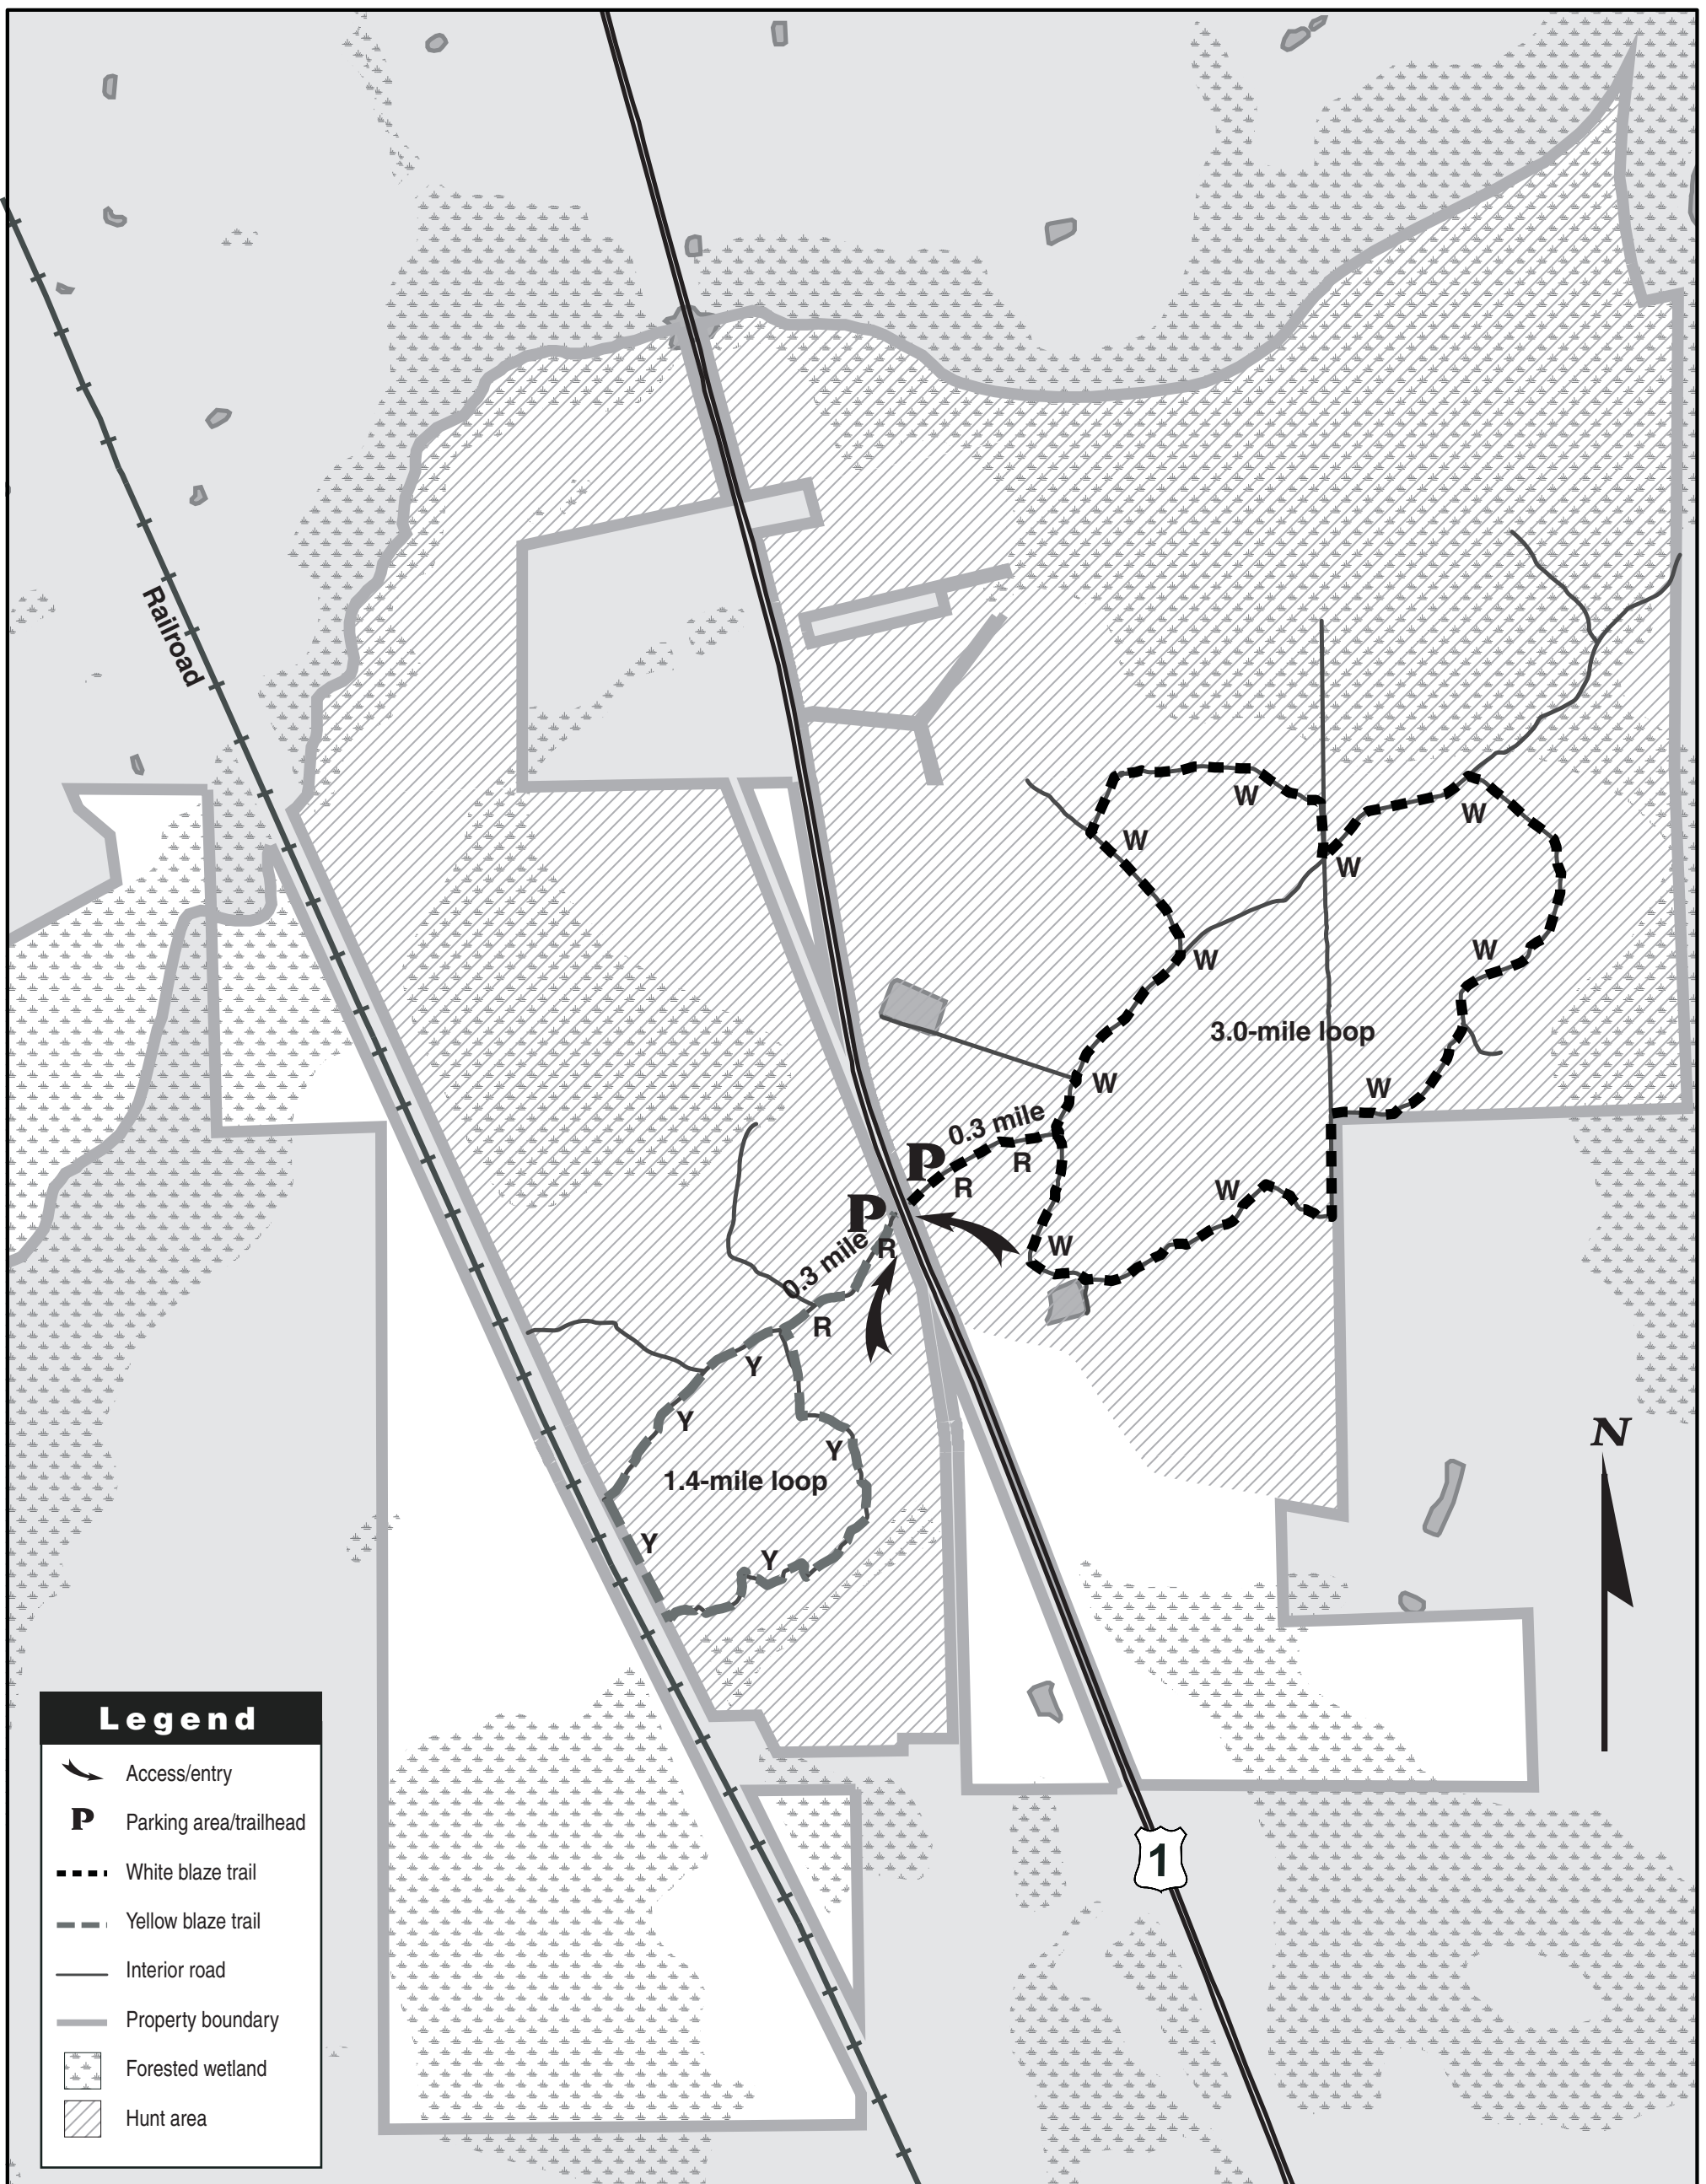 Railroad
W
W
W
W
W
W
W
3.0-mile loop
W
W
0.3 mile
P
R
R
W
P
W
0.3 mile
R
R
Y
Y
Y
1.4-mile loop
Y
Y
N
1
Legend
Access/entry
P Parking area/trailhead
White blaze trail
Yellow blaze trail
Interior road
Property boundary
Forested wetland
Hunt area